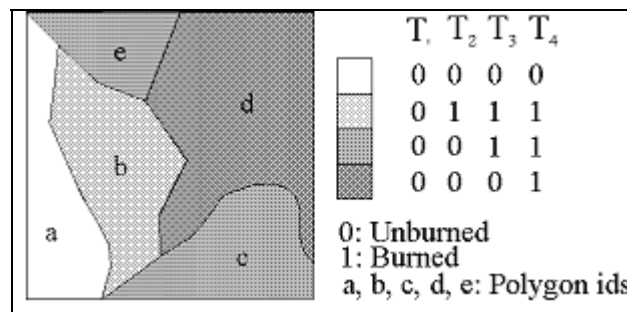 e
d
b
a
c
T₁ T₂ T₃ T₄
0 0 0 0
0 1 1 1
0 0 1 1
0 0 0 1
0: Unburned
1: Burned
a, b, c, d, e: Polygon ids